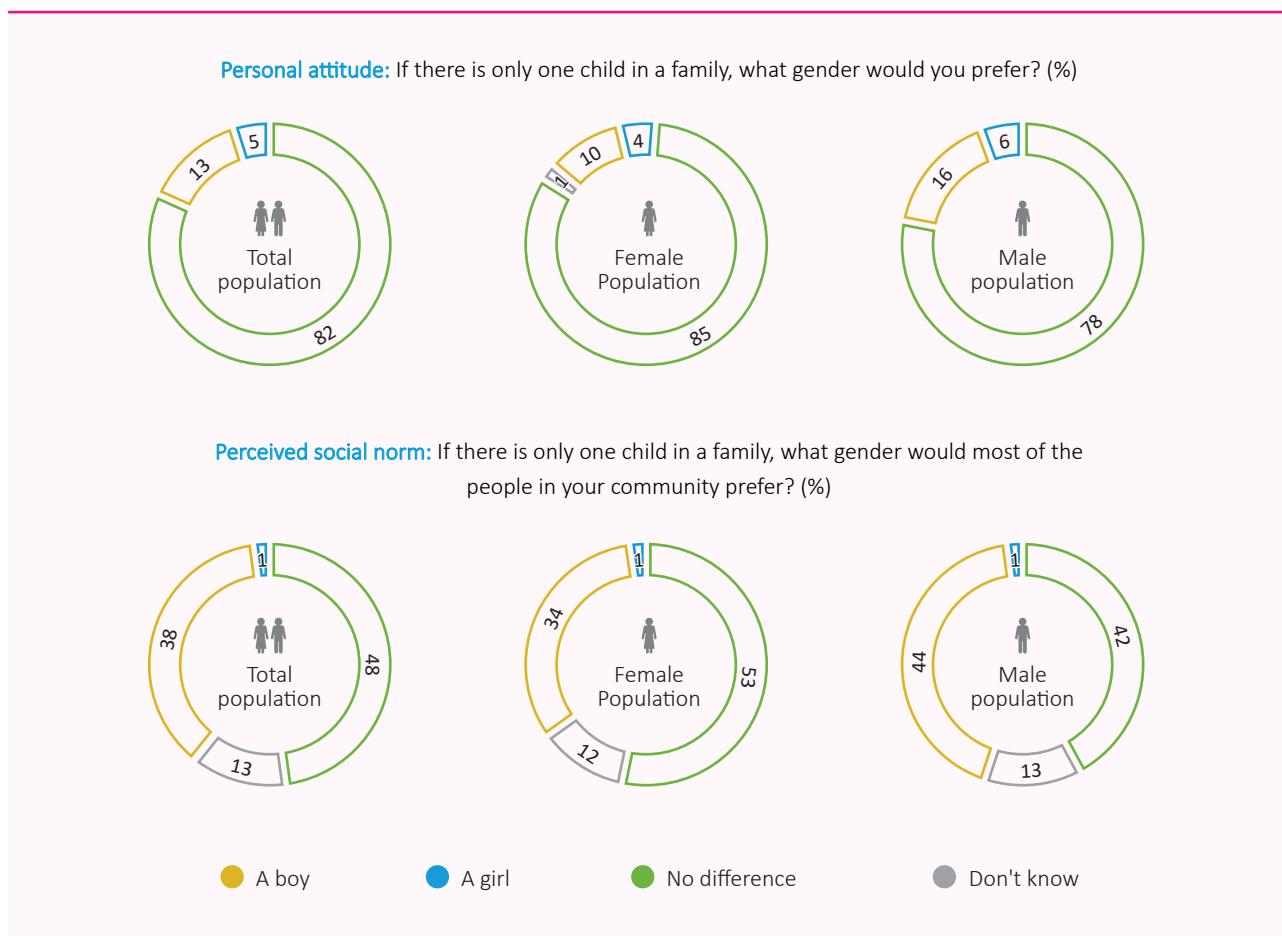 Personal attitude: If there is only one child in a family, what gender would you prefer? (%)
5
13
82
Total
population
4
10
1
85
Female
Population
6
16
78
Male
population
Perceived social norm: If there is only one child in a family, what gender would most of the
people in your community prefer? (%)
1
38
48
13
Total
population
1
34
53
12
Female
Population
1
44
42
13
Male
population
A boy
A girl
No difference
Don't know